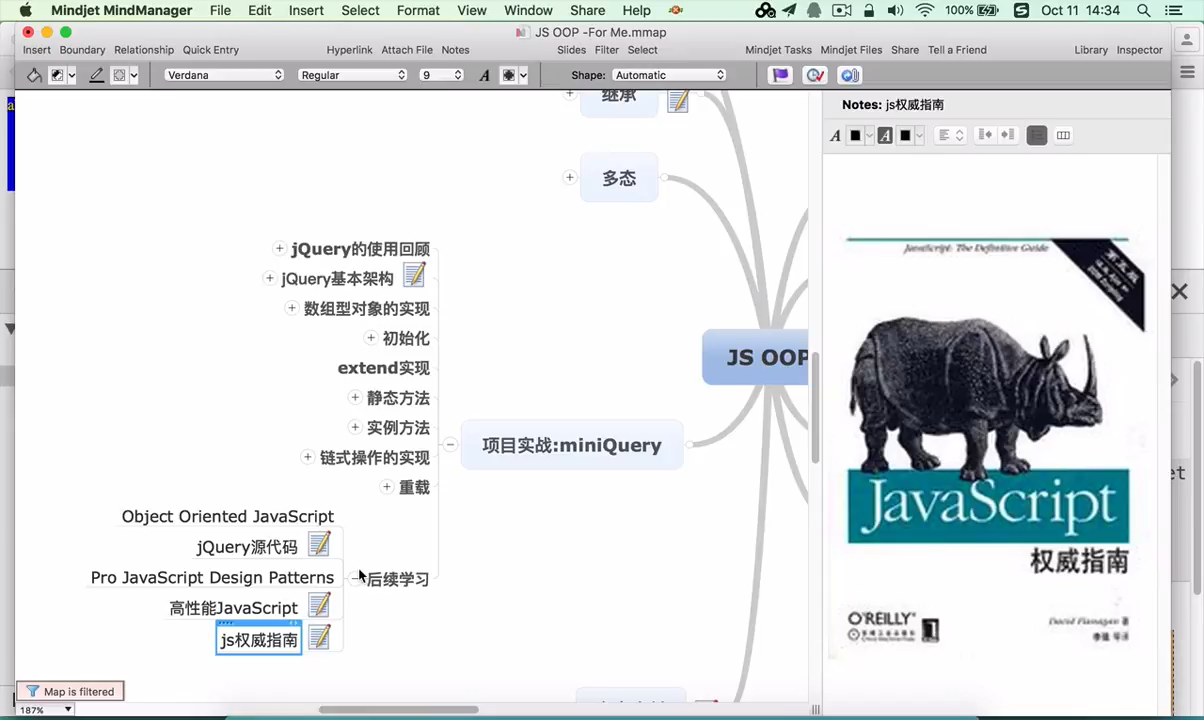 Mindjet MindManager File Edit Insert Select Format View Window Share Help 100% Oct 11 14:34
JS OOP -For Me.mmap
Insert Boundary Relationship Quick Entry Hyperlink Attach File Notes Slides Filter Select Mindjet Tasks Mindjet Files Share Tell a Friend Library Inspector
Verdana Regular 9 Shape: Automatic
继承
多态
jQuery的使用回顾
jQuery基本架构
数组型对象的实现
初始化
extend实现
静态方法
实例方法
链式操作的实现
重载
Object Oriented JavaScript
jQuery源代码
Pro JavaScript Design Patterns
后续学习
高性能JavaScript
js权威指南
项目实战:miniQuery
JS OOP
Map is filtered
187%
Notes: js权威指南
JavaScript: The Definitive Guide
JavaScript
权威指南
O'REILLY
David Flanagan 著
et